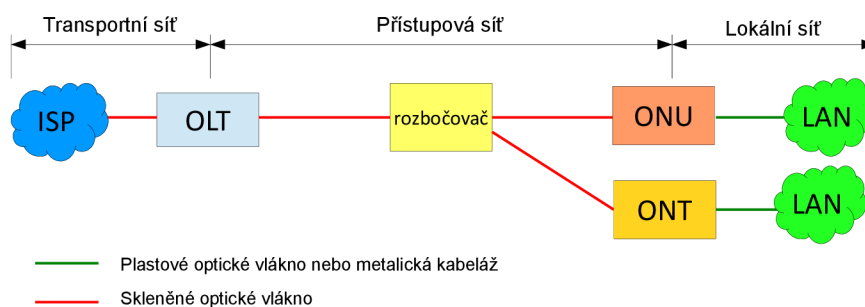 Transportní síť
Přístupová síť
Lokální síť
ISP
OLT
rozbočovač
ONU
LAN
ONT
LAN
Plastové optické vlákno nebo metalická kabeláž
Skleněné optické vlákno